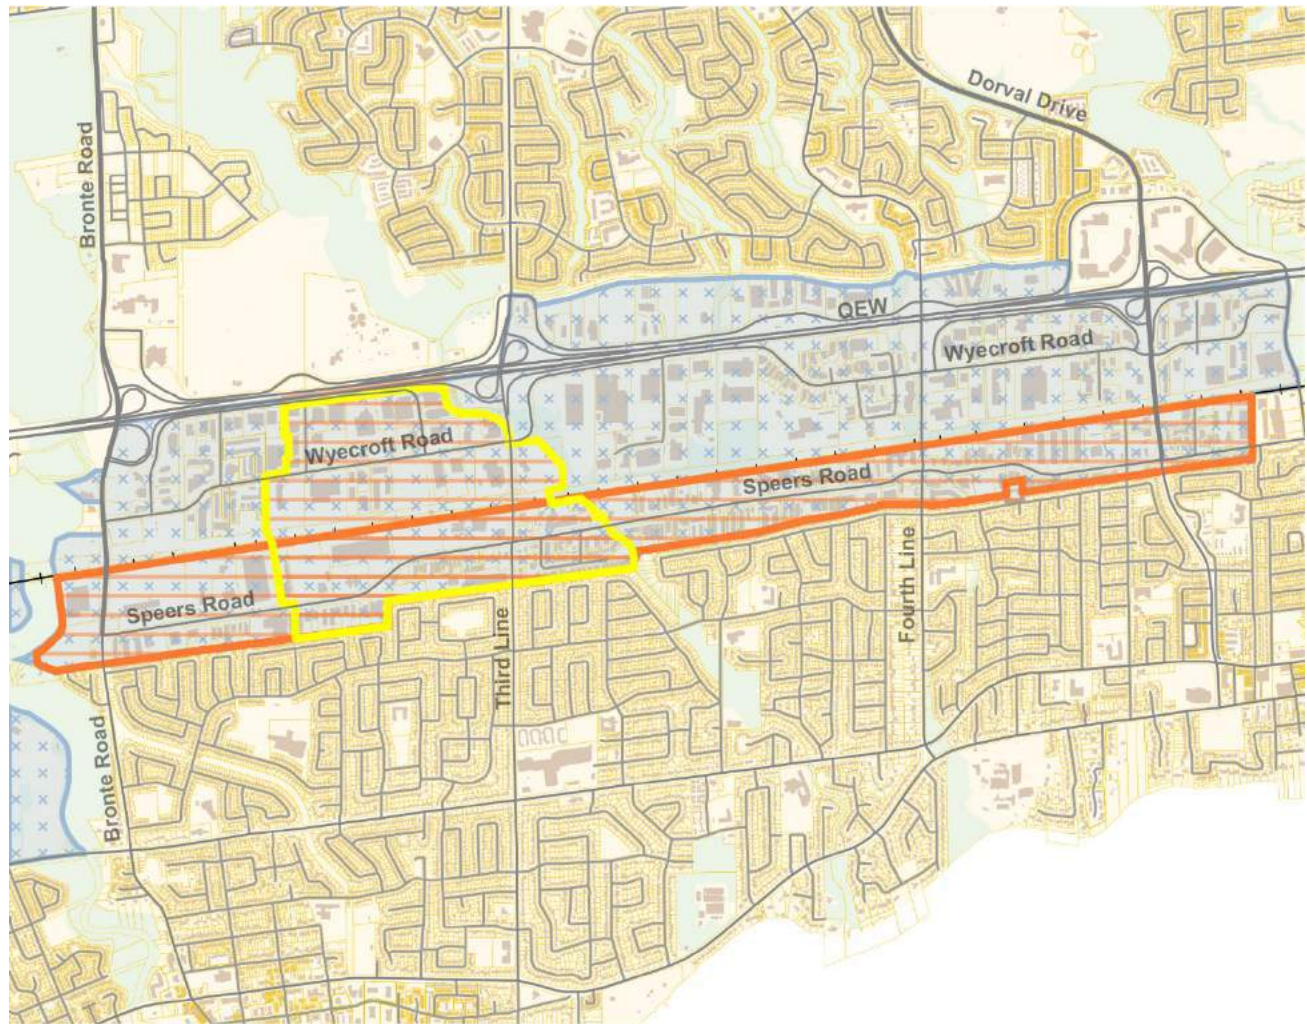 Dorval Drive
Bronte Road
QEW
Wyecroft Road
Wyecroft Road
Speers Road
Speers Road
Fourth Line
Third Line
Bronte Road